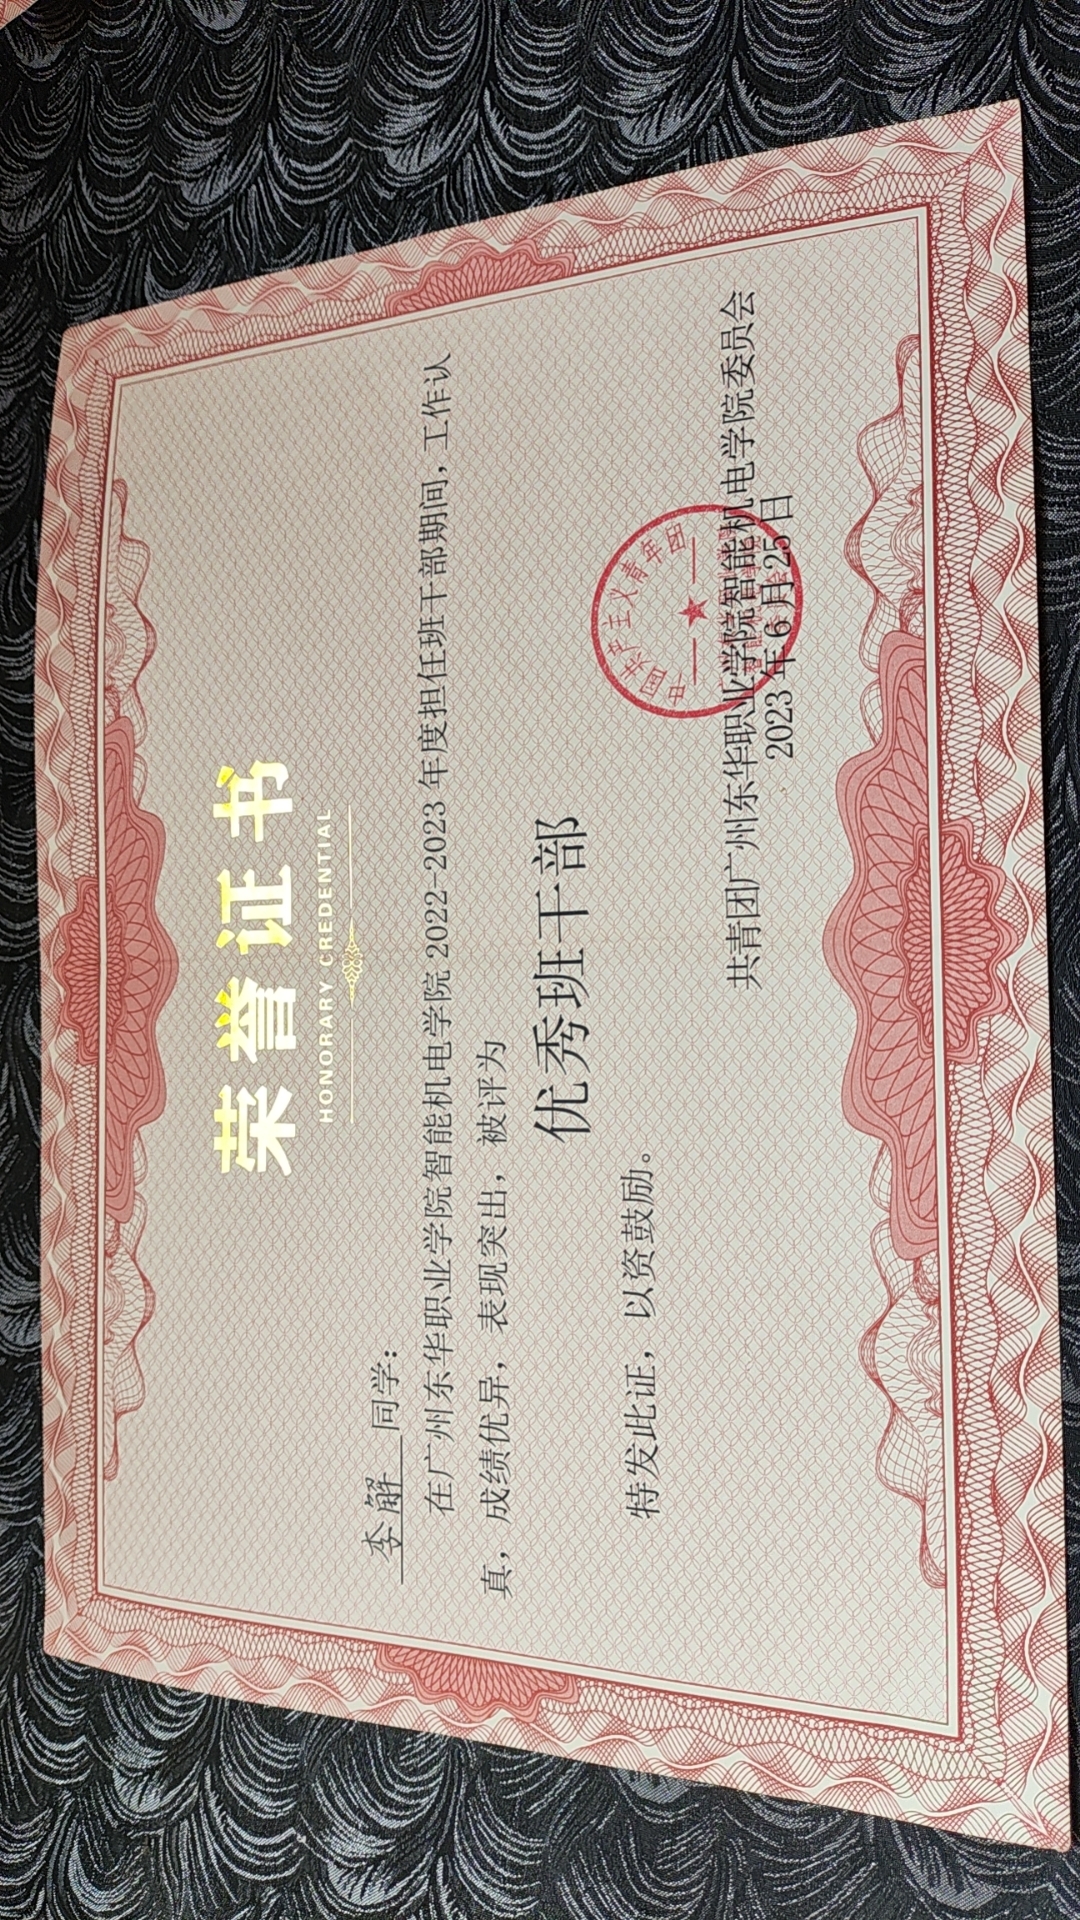 荣誉证书
HONORARY CREDENTIAL
李解 同学：
在广州东华职业学院智能机电学院 2022-2023 年度担任班干部期间，工作认
真，成绩优异，表现突出，被评为
优秀班干部
特发此证，以资鼓励。
中国共产主义青年团
共青团广州东华职业学院智能机电学院委员会
2023 年 6 月 25 日